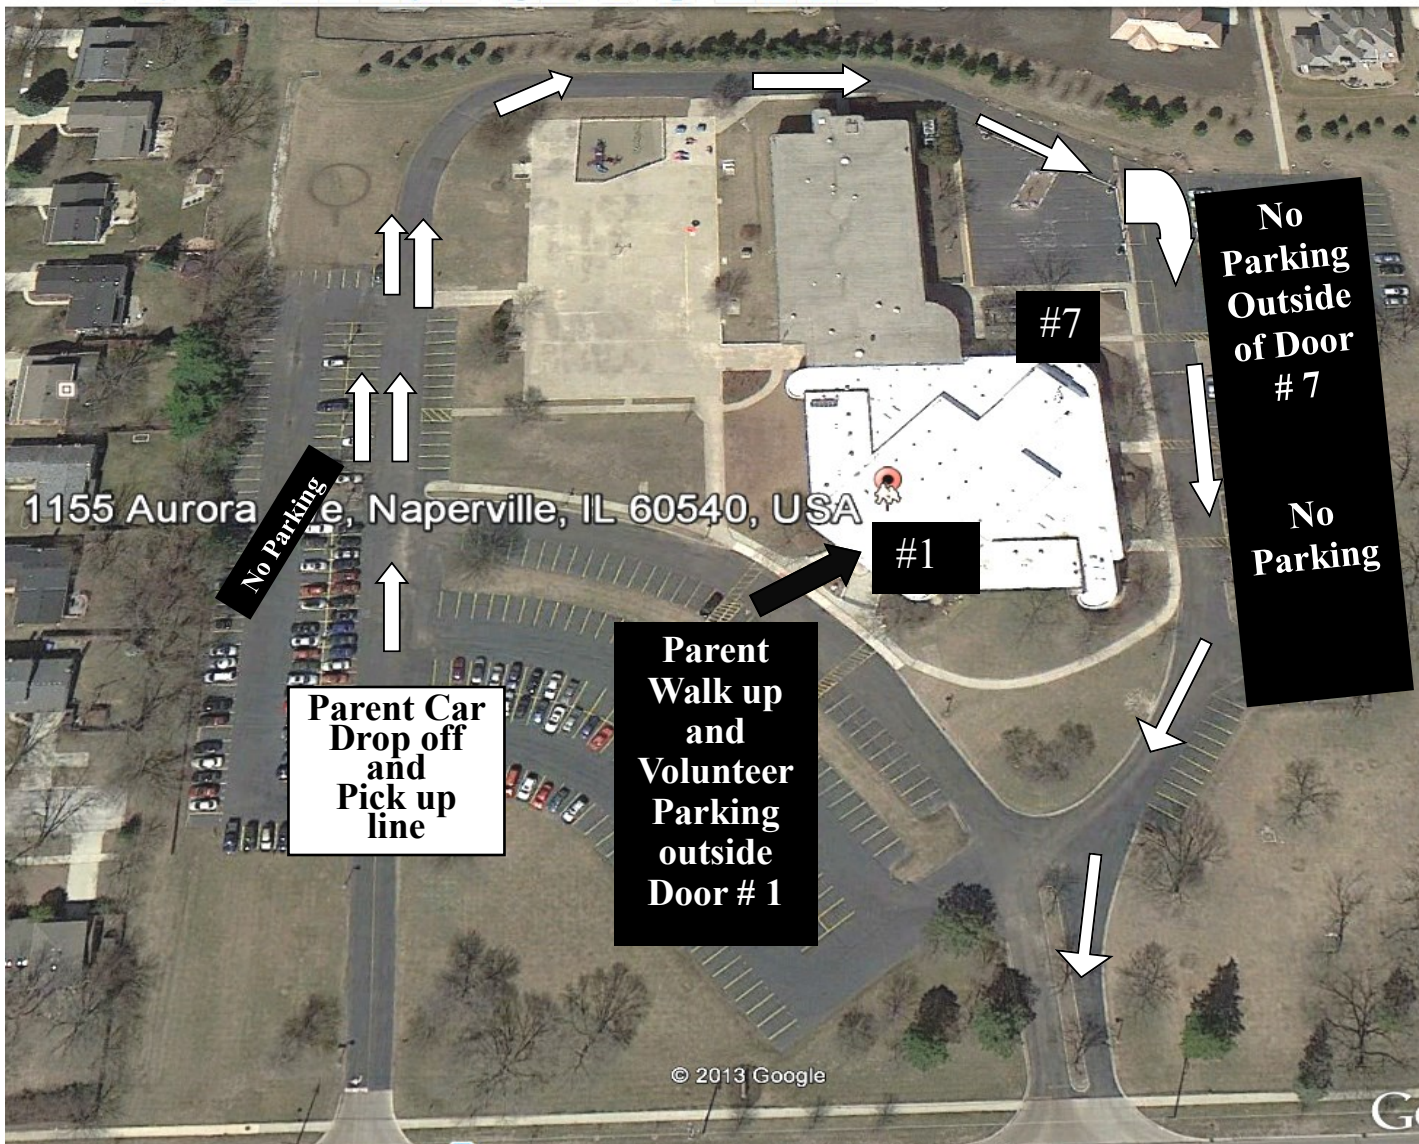 No
Parking
Outside
of Door
# 7
No
Parking
#7
1155 Aurora
e, Naperville, IL 60540, USA
No Parking
#1
Parent
Walk up
and
Volunteer
Parking
outside
Door # 1
Parent Car
Drop off
and
Pick up
line
© 2013 Google